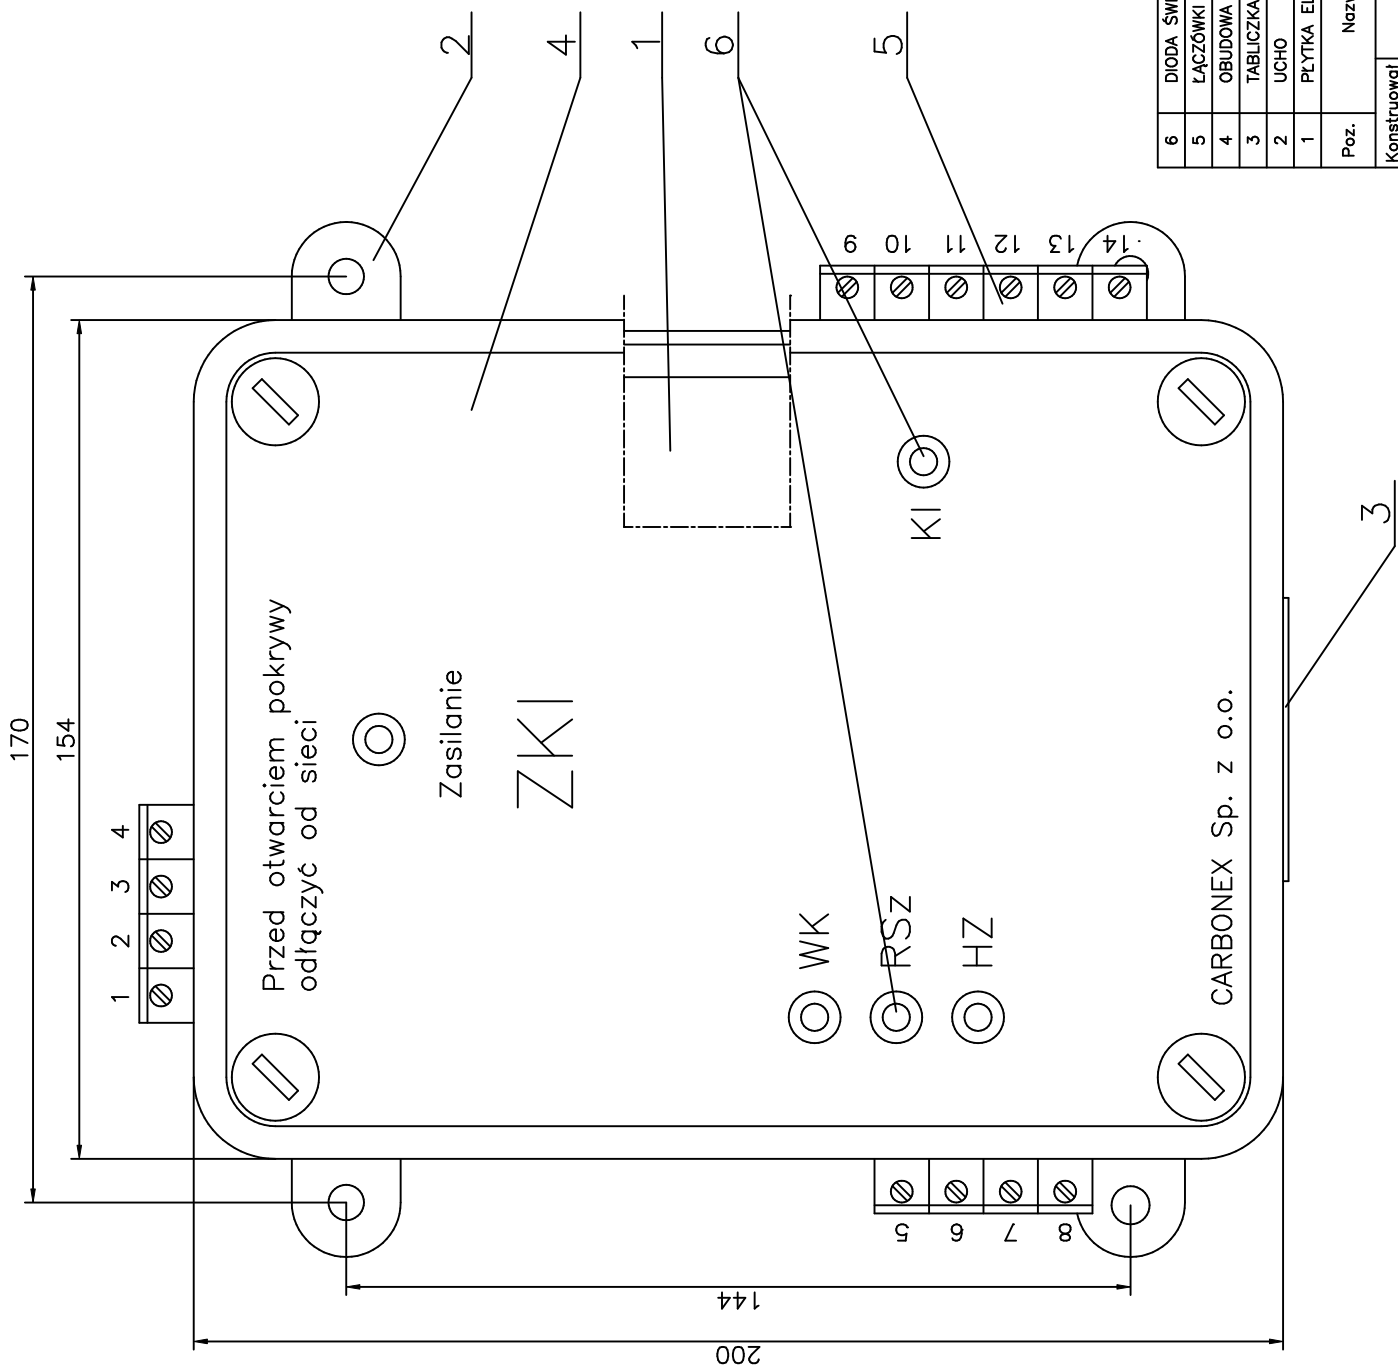 170
154
1
2
3
4
Przed otwarciem pokrywy
odłączyć od sieci
Zasilanie
ZKI
WK
RSz
HZ
KI
CARBONEX Sp. z o.o.
5
6
7
8
9
10
11
12
13
14
144
200
2
4
1
6
5
3
6 DIODA
5 ŁĄCZÓWKI
4 OBUDOWA
3 TABLICZKA
2 UCHO
1 PŁYTKA
Poz.
Konstruował